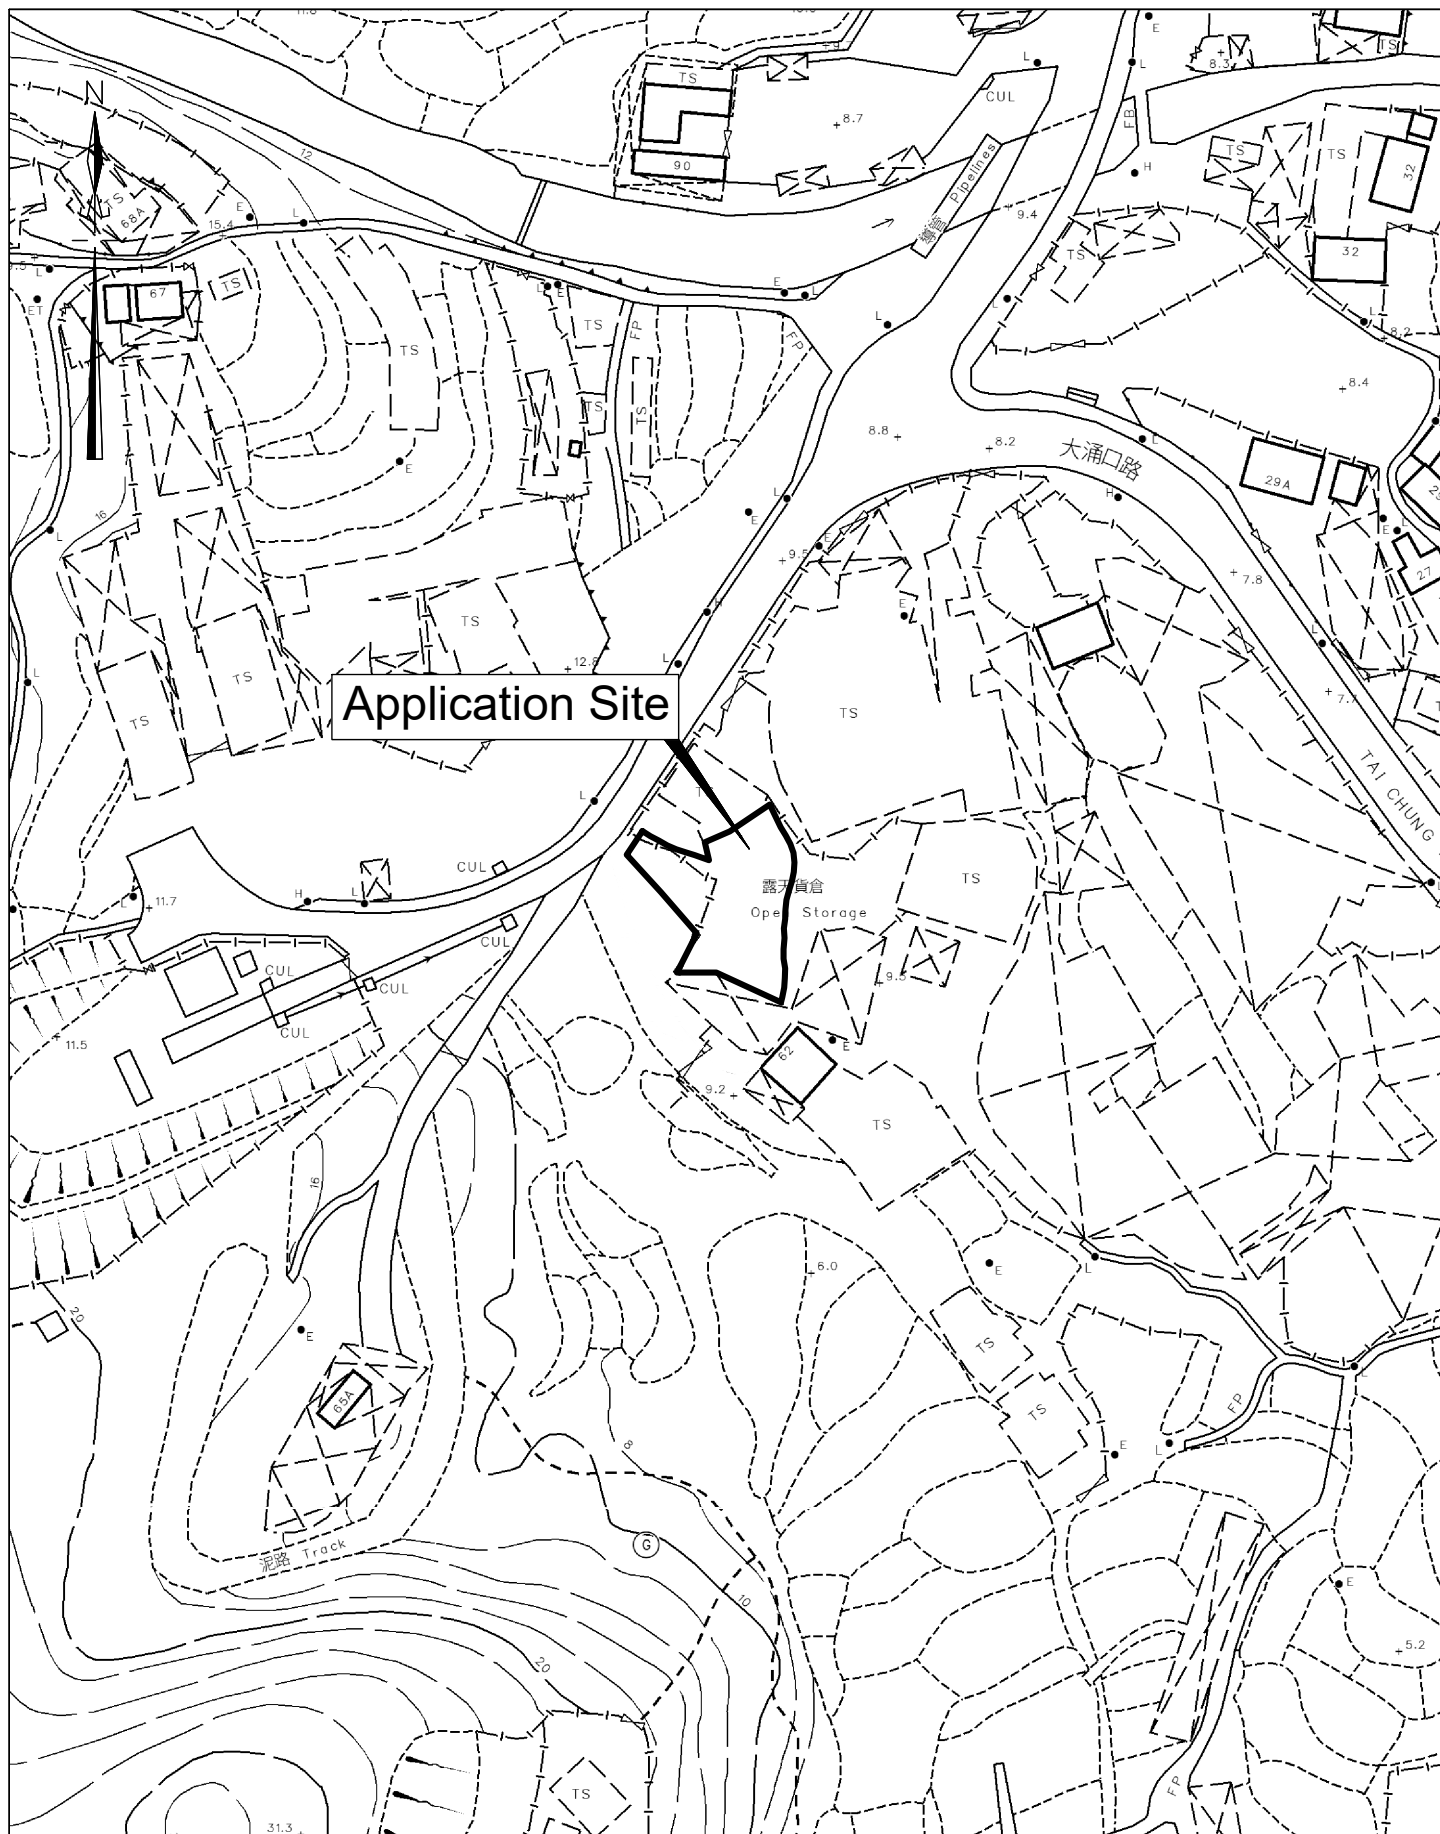 TS
CUL
E
L
8.3
TS
N
8.7
FB
TS
TS
32
12
90
導管 Pipelines
H
TS
68A
15.4
E
L
9.4
32
L
67
TS
TS
E
L
L
E
L
ET
L
L
8.2
TS
FP
FP
TS
8.4
TS
TS
8.8
8.2
大涌口路
L
E
29A
16
L
E
L
H
E
L
27
9.5
E
7.8
TS
E
H
L
12.8
L
L
TS
TS
7.7
Application Site
TS
TAI CHUNG
L
CUL
露天貨倉
Open Storage
TS
11.7
L
H
L
L
CUL
CUL
CUL
CUL
9.5
11.5
62
E
9.2
TS
16
6.0
E
L
20
E
TS
65A
TS
FP
L
8
E
L
泥路 Track
G
10
E
20
5.2
TS
FP
31.3